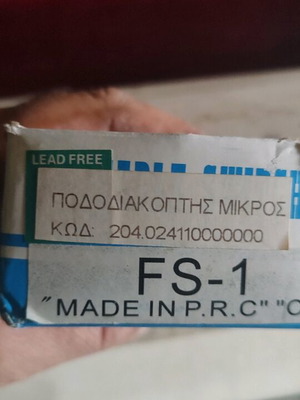 LEAD FREE
ΠΟΔΟΔΙΑΚΟΠΤΗΣ ΜΙΚΡΟΣ
ΚΩΔ: 204.024110000000
FS-1
"MADE IN P.R.C" "C